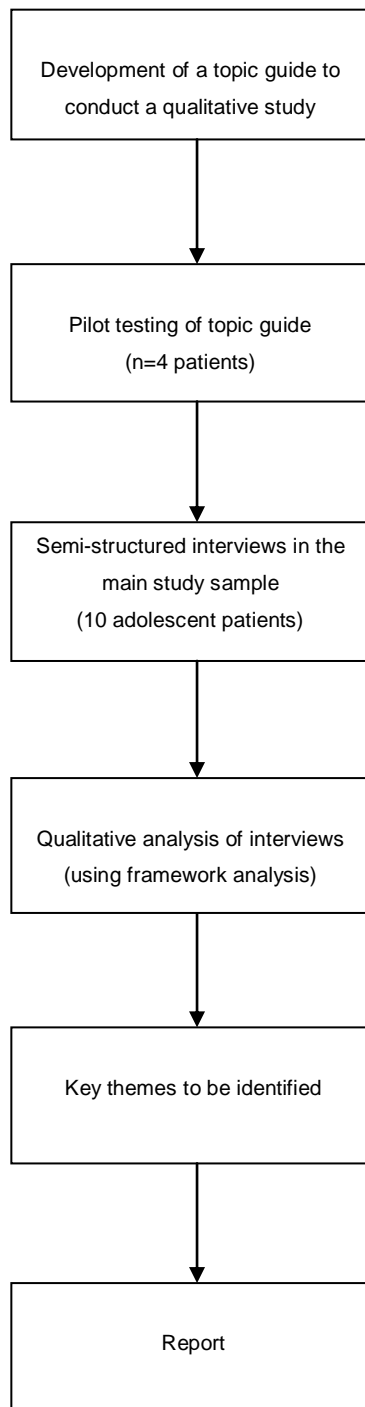 Development of a topic guide to
conduct a qualitative study
Pilot testing of topic guide
(n=4 patients)
Semi-structured interviews in the
main study sample
(10 adolescent patients)
Qualitative analysis of interviews
(using framework analysis)
Key themes to be identified
Report